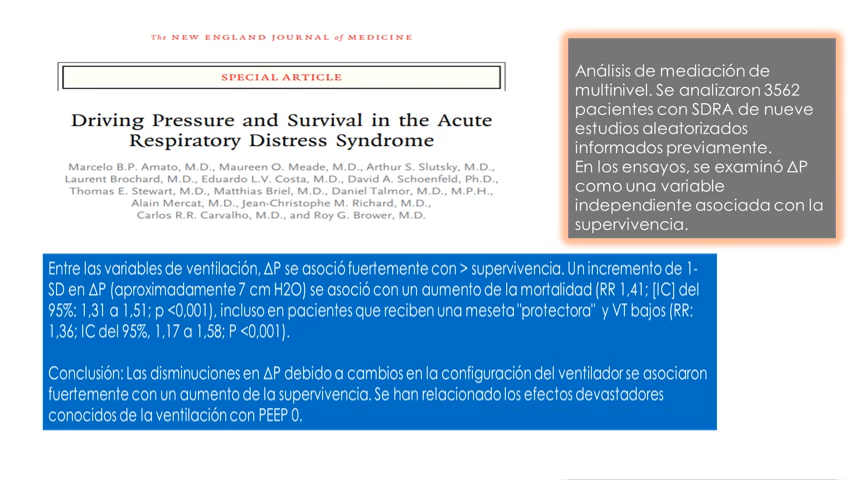 The NEW ENGLAND JOURNAL of MEDICINE
SPECIAL ARTICLE
Driving Pressure and Survival in the Acute
Respiratory Distress Syndrome
Marcelo B.P. Amato, M.D., Maureen O. Meade, M.D., Arthur S. Slutsky, M.D.,
Laurent Brochard, M.D., Eduardo L.V. Costa, M.D., David A. Schoenfeld, Ph.D.,
Thomas E. Stewart, M.D., Matthias Briel, M.D., Daniel Talmor, M.D., M.P.H.,
Alain Mercat, M.D., Jean-Christophe M. Richard, M.D.,
Carlos R.R. Carvalho, M.D., and Roy G. Brower, M.D.
Análisis de mediación de
multinivel. Se analizaron 3562
pacientes con SDRA de nueve
estudios aleatorizados
informados previamente.
En los ensayos, se examinó ΔP
como una variable
independiente asociada con la
supervivencia.
Entre las variables de ventilación, ΔP se asoció fuertemente con > supervivencia. Un incremento de 1-
SD en ΔP (aproximadamente 7 cm H2O) se asoció con un aumento de la mortalidad (RR 1,41; [IC] del
95%: 1,31 a 1,51; p <0,001), incluso en pacientes que reciben una meseta "protectora" y VT bajos (RR:
1,36; IC del 95%, 1,17 a 1,58; P <0,001).
Conclusión: Las disminuciones en ΔP debido a cambios en la configuración del ventilador se asociaron
fuertemente con un aumento de la supervivencia. Se han relacionado los efectos devastadores
conocidos de la ventilación con PEEP 0.